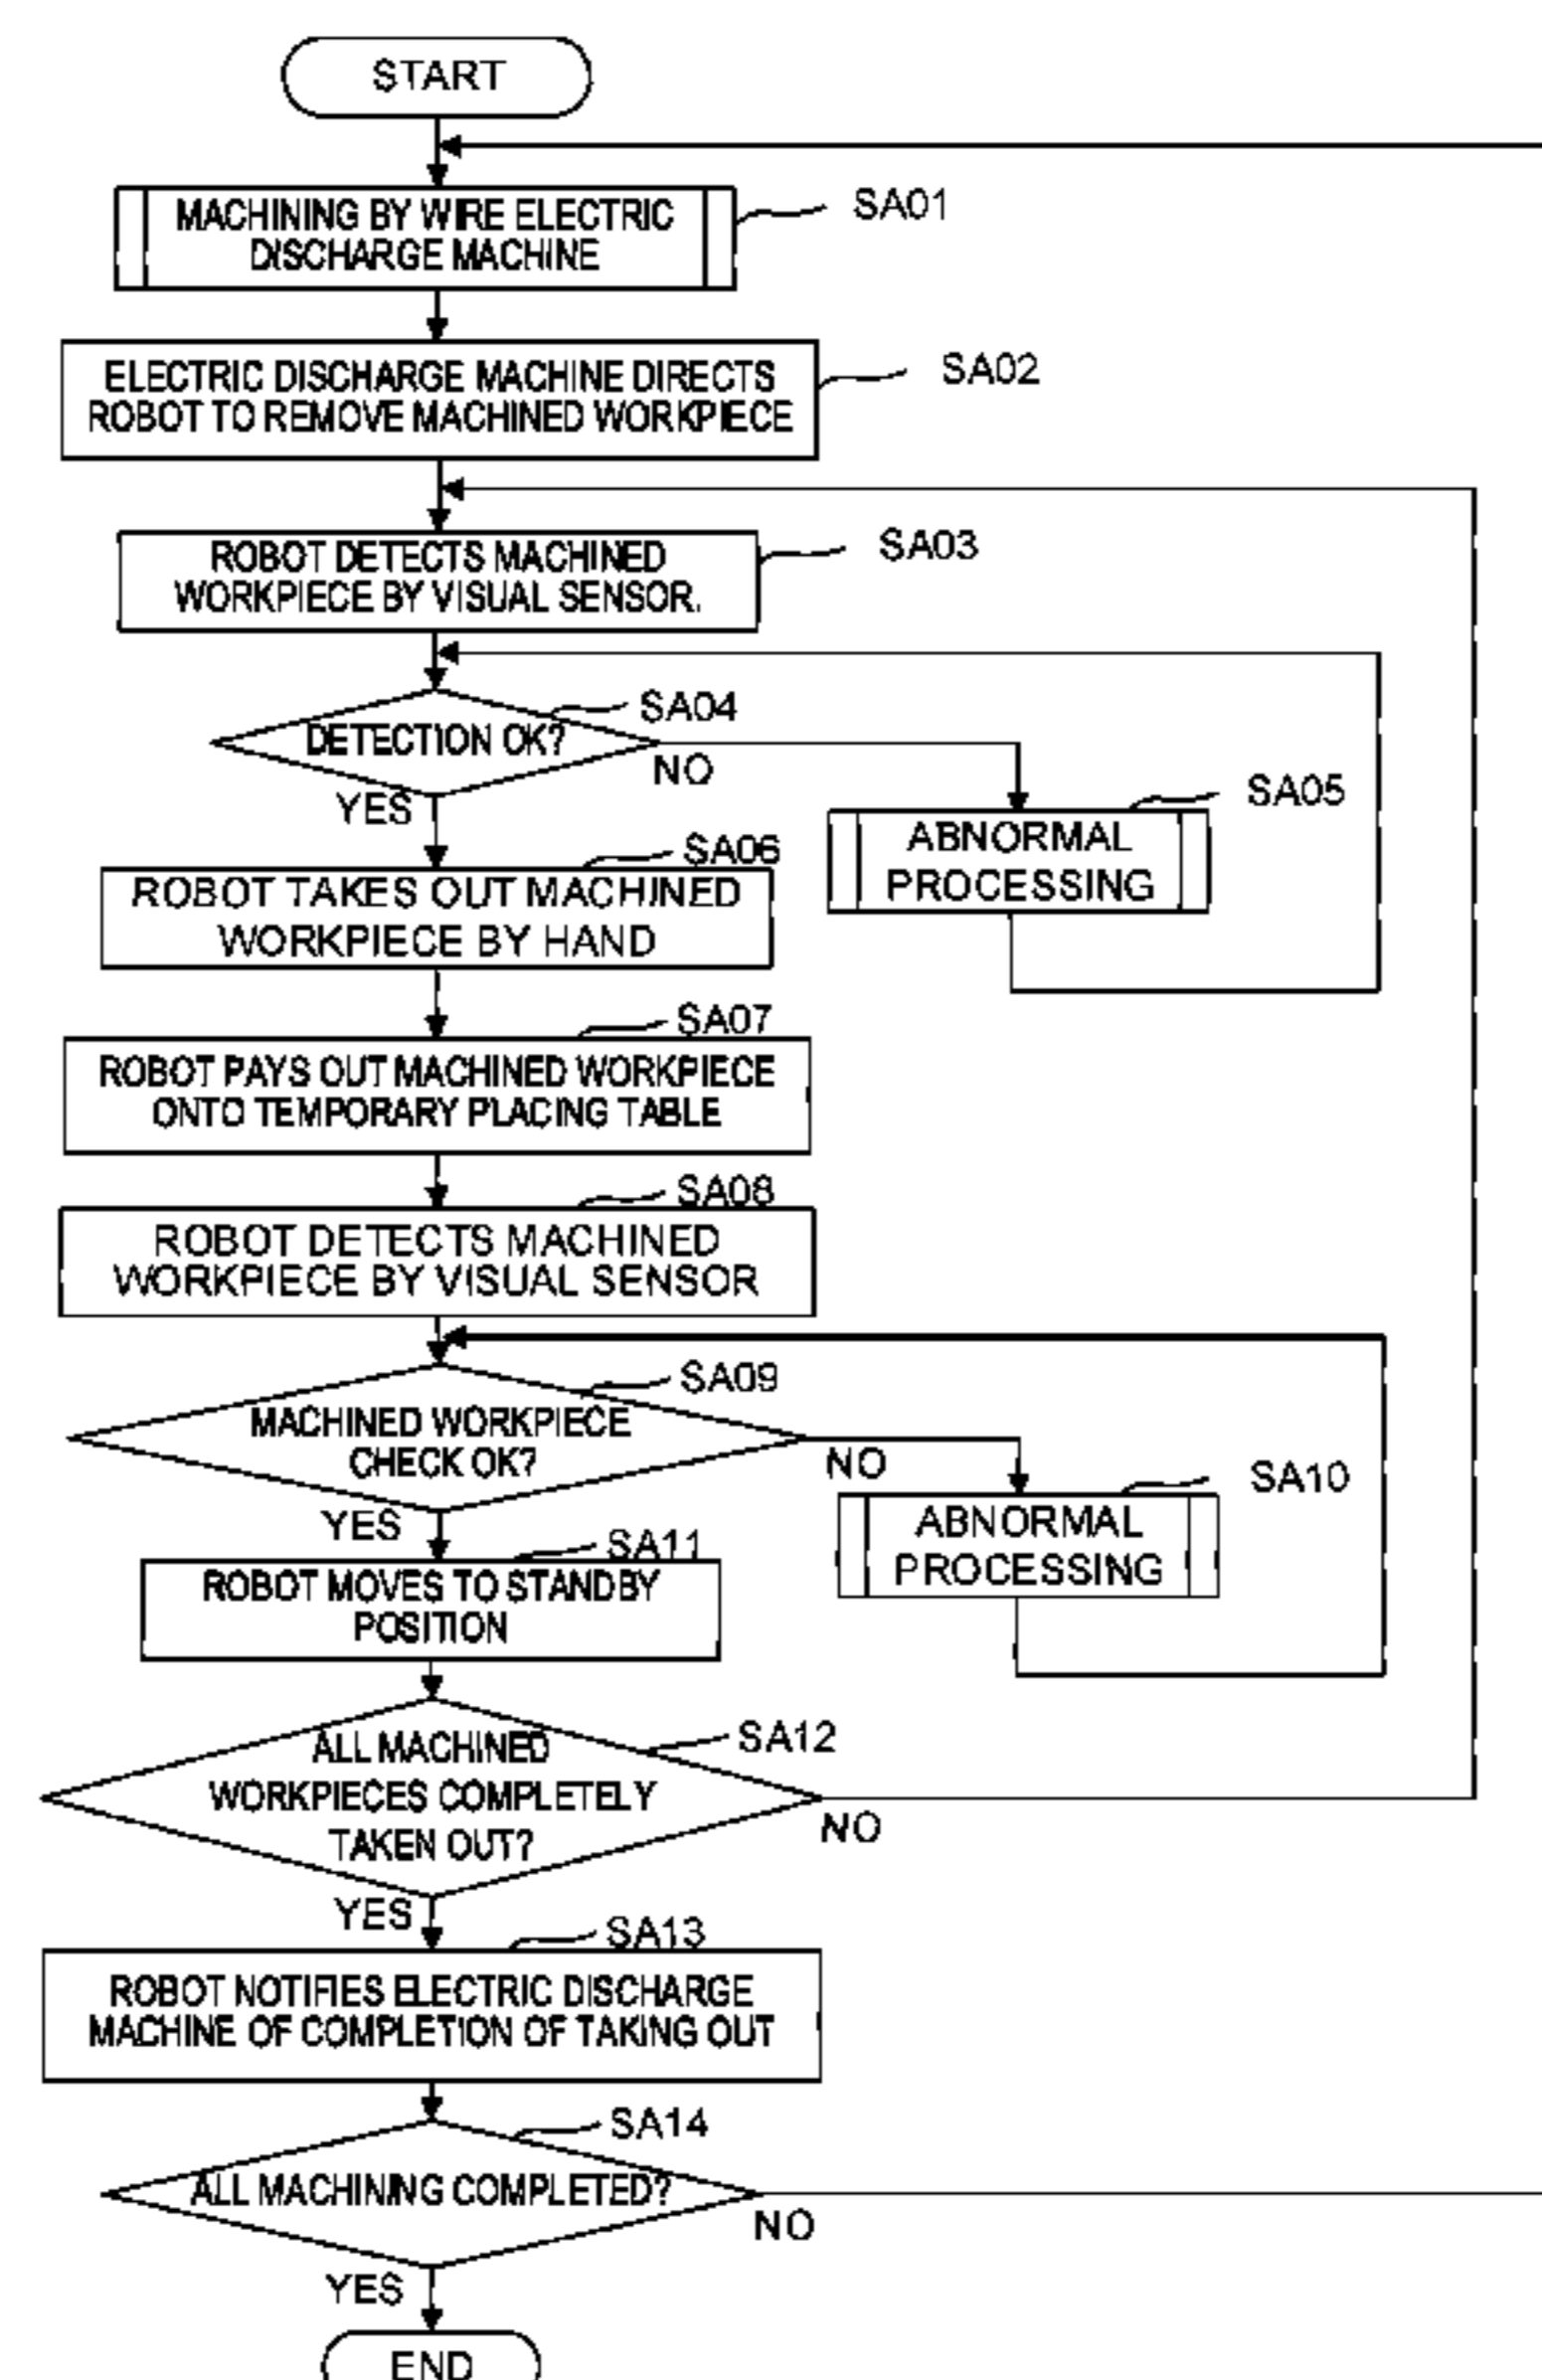 START
MACHINING BY WIRE ELECTRIC
DISCHARGE MACHINE
SA01
ELECTRIC DISCHARGE MACHINE DIRECTS
ROBOT TO REMOVE MACHINED WORKPIECE
SA02
ROBOT DETECTS MACHINED
WORKPIECE BY VISUAL SENSOR.
SA03
DETECTION OK?
SA04
NO
YES
ABNORMAL
PROCESSING
SA05
SA06
ROBOT TAKES OUT MACHINED
WORKPIECE BY HAND
SA07
ROBOT PAYS OUT MACHINED WORKPIECE
ONTO TEMPORARY PLACING TABLE
SA08
ROBOT DETECTS MACHINED
WORKPIECE BY VISUAL SENSOR
SA09
MACHINED WORKPIECE
CHECK OK?
NO
YES
SA10
ABNORMAL
PROCESSING
SA11
ROBOT MOVES TO STANDBY
POSITION
SA12
ALL MACHINED
WORKPIECES COMPLETELY
TAKEN OUT?
NO
YES
SA13
ROBOT NOTIFIES ELECTRIC DISCHARGE
MACHINE OF COMPLETION OF TAKING OUT
SA14
ALL MACHINING COMPLETED?
NO
YES
END